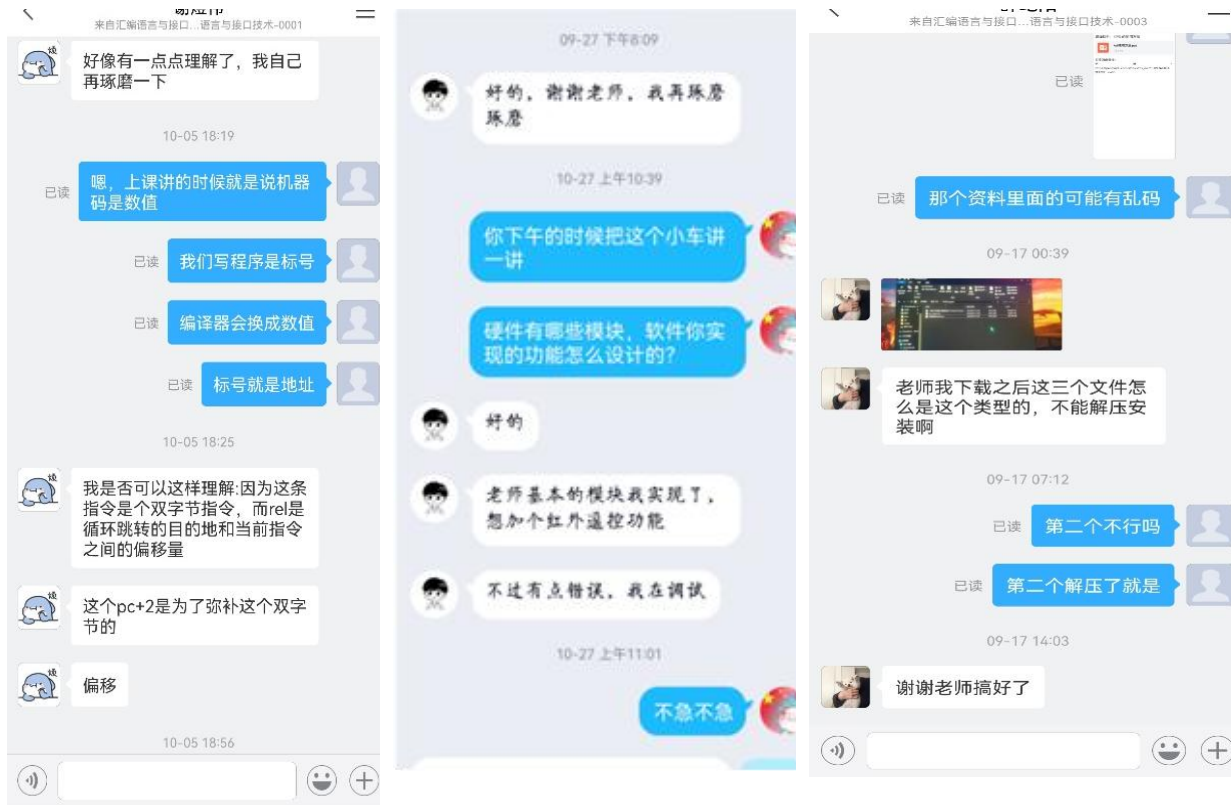 来自汇编语言与接口...语言与接口技术-0001
好像有一点点理解了，我自己
再琢磨一下
10-05 18:19
已读
嗯，上课讲的时候就是说机器
码是数值
已读
我们写程序是标号
已读
编译器会换成数值
已读
标号就是地址
10-05 18:25
我是否可以这样理解:因为这条
指令是个双字节指令，而rel是
循环跳转的目的地和当前指令
之间的偏移量
这个pc+2是为了弥补这个双字
节的
偏移
10-05 18:56
09-27 下午8:09
好的，谢谢老师，我再琢磨
琢磨
10-27 上午10:39
你下午的时候把这个小车讲
一讲
硬件有哪些模块，软件你实
现的功能怎么设计的？
好的
老师基本的模块我实现了，
想加个红外遥控功能
不过有点错误，我在调试
10-27 上午11:01
不急不急
来自汇编语言与接口...语言与接口技术-0003
已读
已读
那个资料里面的可能有乱码
09-17 00:39
老师我下载之后这三个文件怎
么是这个类型的，不能解压安
装啊
09-17 07:12
已读
第二个不行吗
已读
第二个解压了就是
09-17 14:03
谢谢老师搞好了